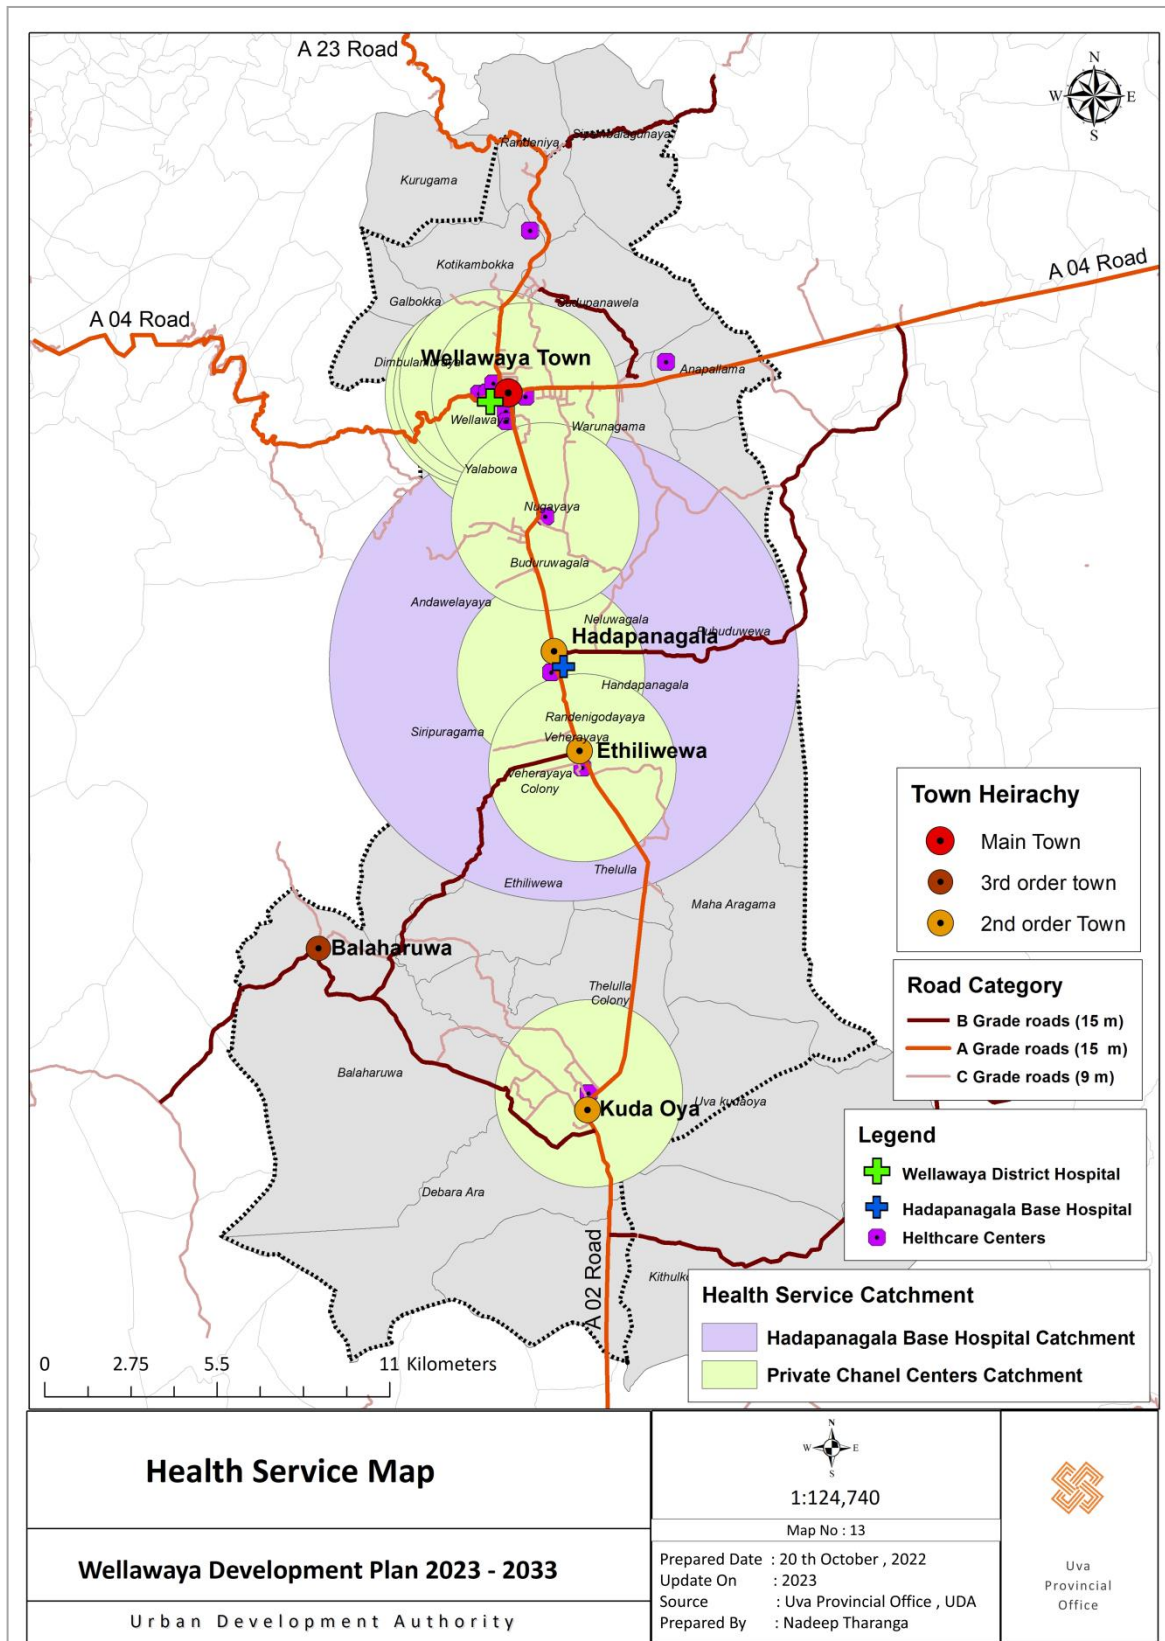 A 23 Road
N
W
E
S
Randeniya
Kurugama
Kotikambokka
A 04 Road
Galbokka
A 04 Road
Dimbulamuraya
Wellawaya Town
Anapallama
Wellawaya
Warunagama
Yalabowa
Nugayaya
Buduruwagala
Andawelayaya
Neluwagala
Hadapanagala
Handapanagala
Siripuragama
Randenigodayaya
Veherayaya
Ethiliwewa
Veherayaya
Colony
Thelulla
Ethiliwewa
Maha Aragama
Balaharuwa
Thelulla
Colony
Balaharuwa
Kuda Oya
Uva kudaoya
Debara Ara
A 02 Road
Town Heirachy
Main Town
3rd order town
2nd order Town
Road Category
B Grade roads (15 m)
A Grade roads (15  m)
C Grade roads (9 m)
Legend
Wellawaya District Hospital
Hadapanagala Base Hospital
Helthcare Centers
Health Service Catchment
Hadapanagala Base Hospital Catchment
Private Chanel Centers Catchment
0 2.75 5.5 11 Kilometers
Health Service Map
Wellawaya Development Plan 2023 - 2033
Urban Development Authority
N
W
E
S
1:124,740
Map No : 13
Prepared Date : 20 th October , 2022
Update On : 2023
Source : Uva Provincial Office , UDA
Prepared By : Nadeep Tharanga
Uva
Provincial
Office